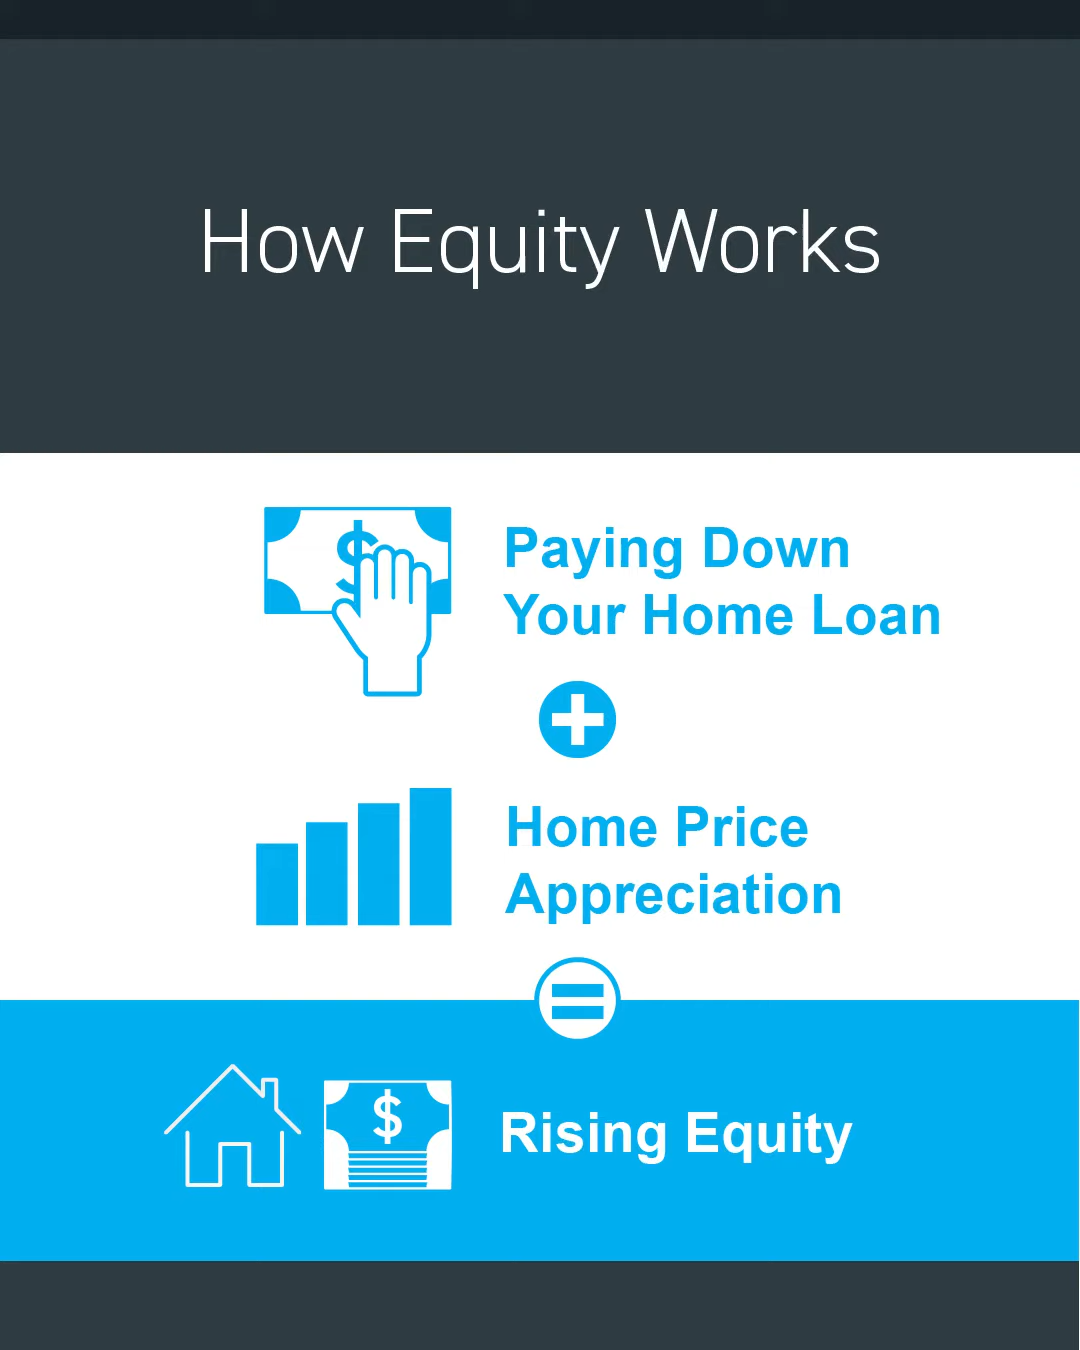 How Equity Works
$
Paying Down
Your Home Loan
+
Home Price
Appreciation
=
$
Rising Equity